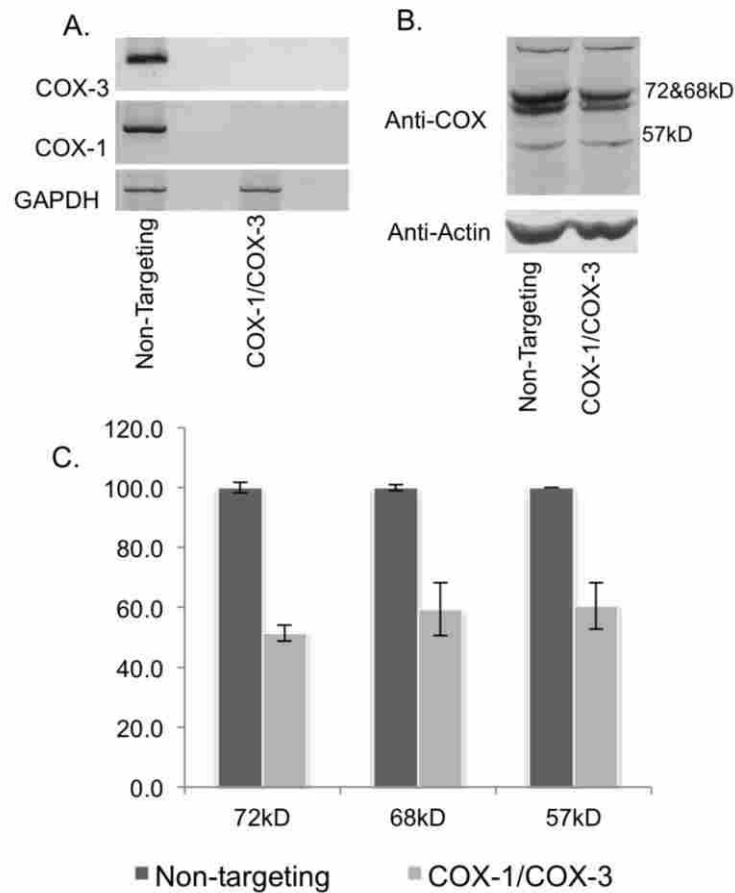 A.
COX-3
COX-1
GAPDH
Non-Targeting
COX-1/COX-3
B.
Anti-COX
72&68kD
57kD
Anti-Actin
Non-Targeting
COX-1/COX-3
C.
120.0
100.0
80.0
60.0
40.0
20.0
0.0
72kD
68kD
57kD
Non-targeting
COX-1/COX-3